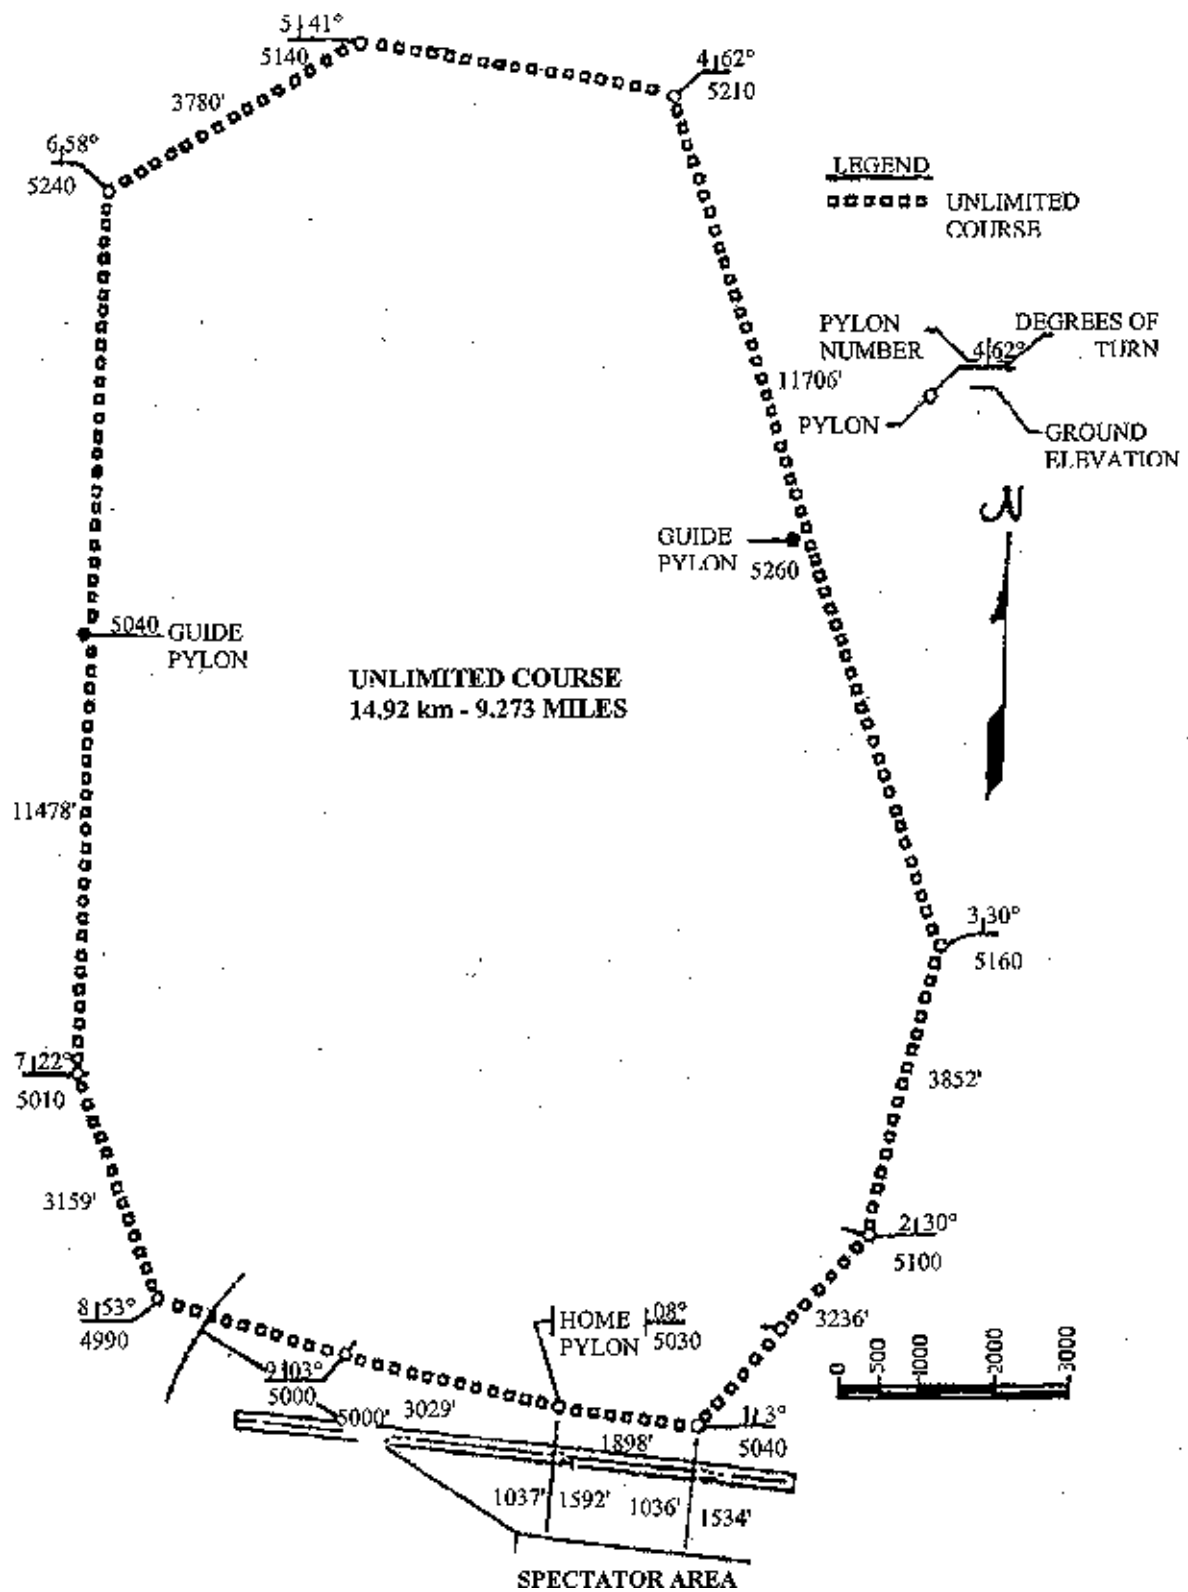 5 41°
5140
4 62°
5210
3780'
6 58°
5240
LEGEND
UNLIMITED
COURSE
PYLON
NUMBER
DEGREES OF
TURN
4 62°
11706'
PYLON
GROUND
ELEVATION
N
GUIDE
PYLON
5260
5040
GUIDE
PYLON
UNLIMITED COURSE
14.92 km - 9.273 MILES
11478'
3 30°
5160
7 22°
5010
3852'
3159'
2 30°
5100
8 53°
4990
HOME
PYLON
08°
5030
3236'
0
500
1000
2000
3000
9 03°
5000
5000'
3029'
1898'
5040
1037'
1592'
1036'
1534'
SPECTATOR AREA